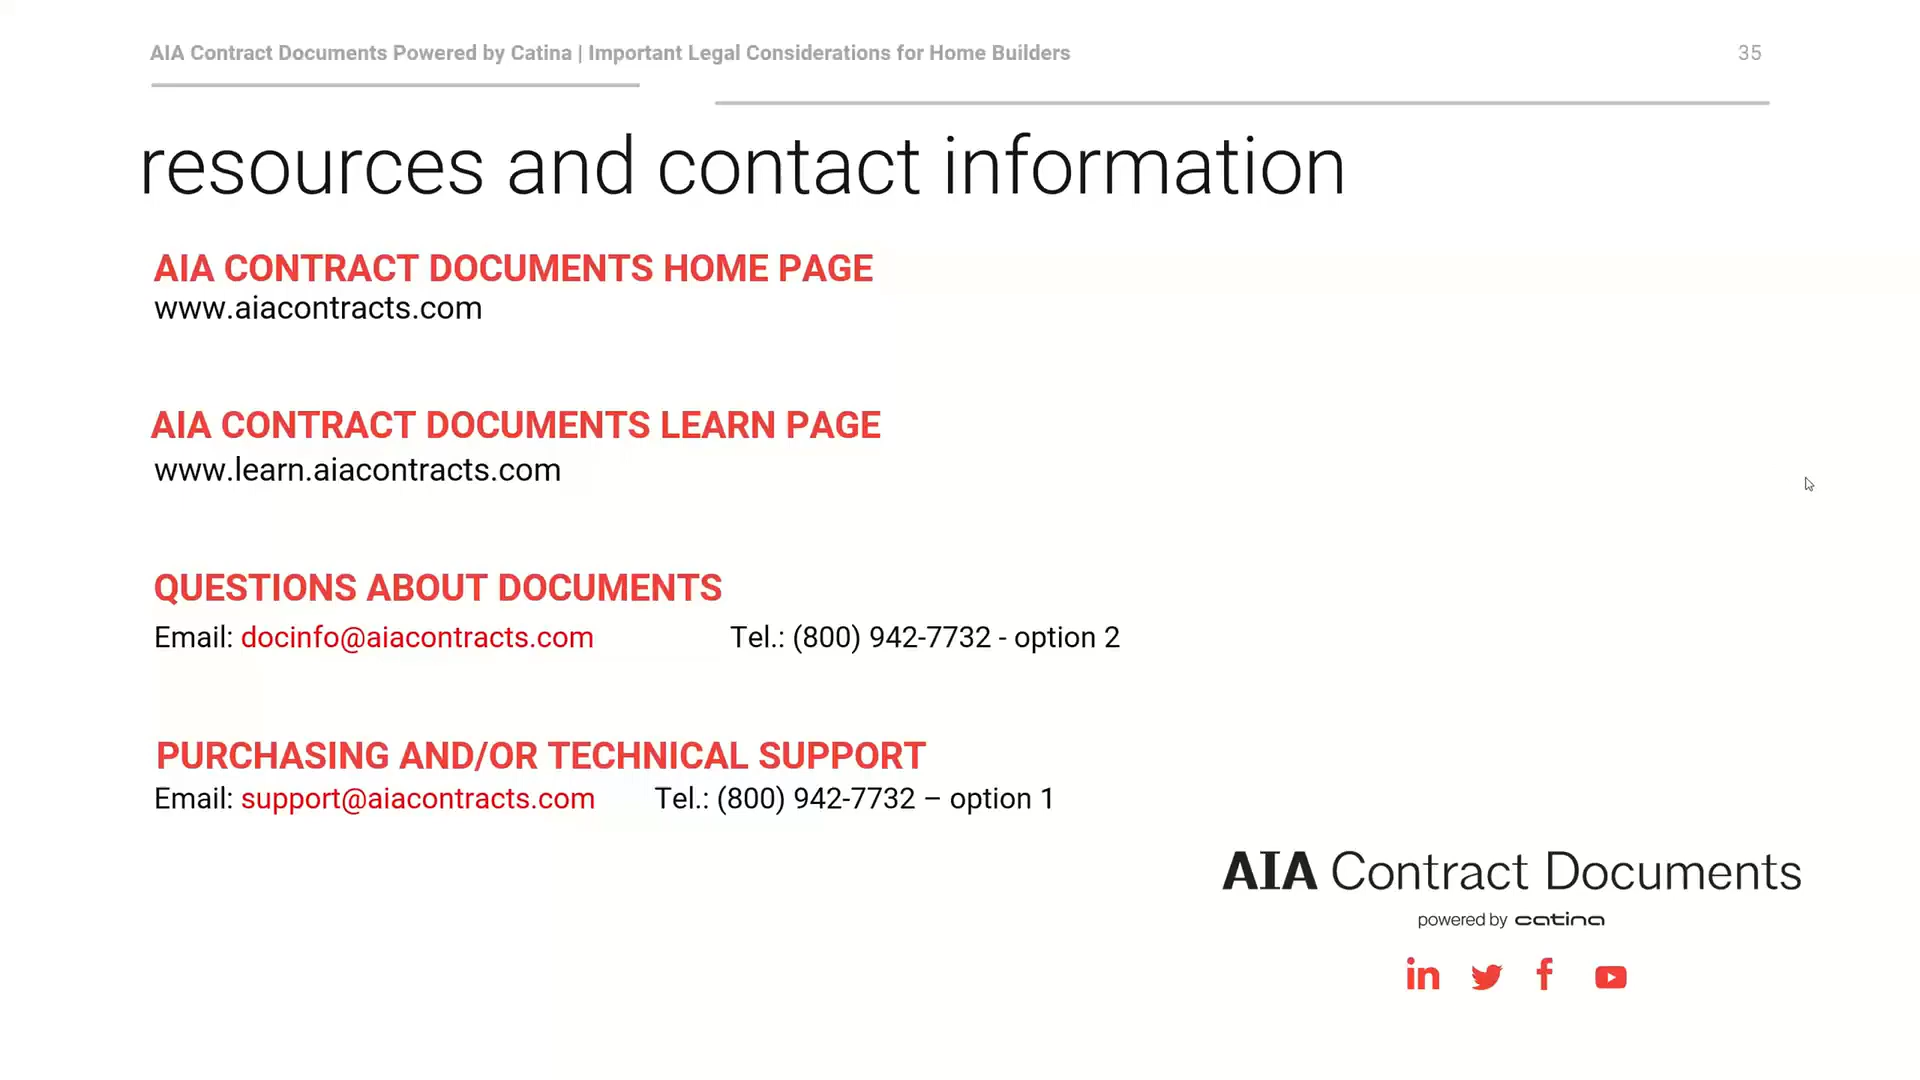 AIA Contract Documents Powered by Catina | Important Legal Considerations for Home Builders
35
resources and contact information
AIA CONTRACT DOCUMENTS HOME PAGE
www.aiacontracts.com
AIA CONTRACT DOCUMENTS LEARN PAGE
www.learn.aiacontracts.com
QUESTIONS ABOUT DOCUMENTS
Email: docinfo@aiacontracts.com Tel.: (800) 942-7732 - option 2
PURCHASING AND/OR TECHNICAL SUPPORT
Email: support@aiacontracts.com Tel.: (800) 942-7732 – option 1
AIA Contract Documents
powered by catina
in f